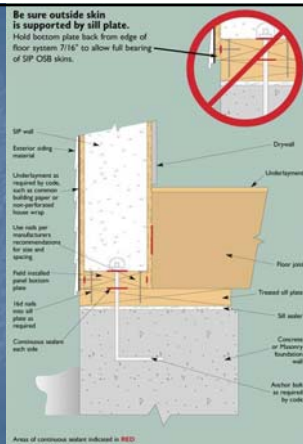 Be sure outside skin
is supported by sill plate.
Hold bottom plate back from edge of
floor system 7/16" to allow full bearing
of SIP OSB skins.
SIP wall
Exterior siding
material
Underlayment as
required by code,
such as common
building paper or
non-perforated
house wrap
Use nails per
manufacturers
recommendations
for size and
spacing
Field installed
panel bottom
plate
Hot nails
into sill
plate as
required
Continuous sealant
each side
Drywall
Underlayment
Floor joist
Treated sill plate
Sill sealer
Concrete
or Masonry
foundation
wall
Anchor bolt
as required
by code
Areas of continuous sealant indicated in RED